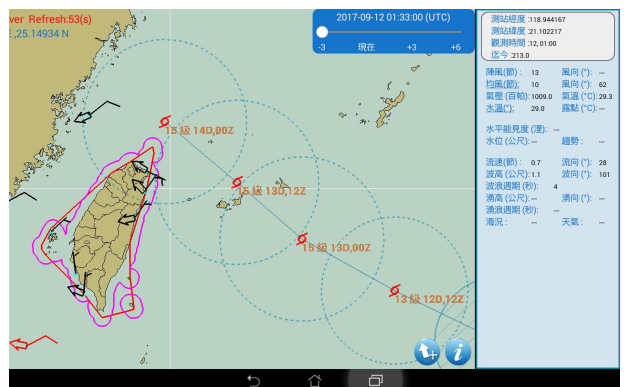 ver Refresh:53(s)
E ,25.14934 N
2017-09-12 01:33:00 (UTC)
-3 現在 +3 +6
15 級 14D,00Z
15 級 13D,12Z
15 級 13D,00Z
13 級 12D,12Z
測站經度 :118.944167
測站緯度 :21.102217
觀測時間 :12, 01:00
迄今 :213.0
陣風(節) : 13 風向 (°): ---
均風(節): 10 風向 (°): 62
氣壓 (百帕):1009.0 氣溫 (°C):29.3
水溫(°): 29.0 露點 (°C):---
水平能見度 (浬): ---
水位 (公尺):--- 趨勢 : ---
流速(節) : 0.7 流向 (°): 28
波高 (公尺):1.1 波向 (°): 101
波浪週期 (秒): 4
湧高 (公尺):--- 湧向 (°): ---
湧浪週期 (秒): ---
海況 : --- 天氣 : ---